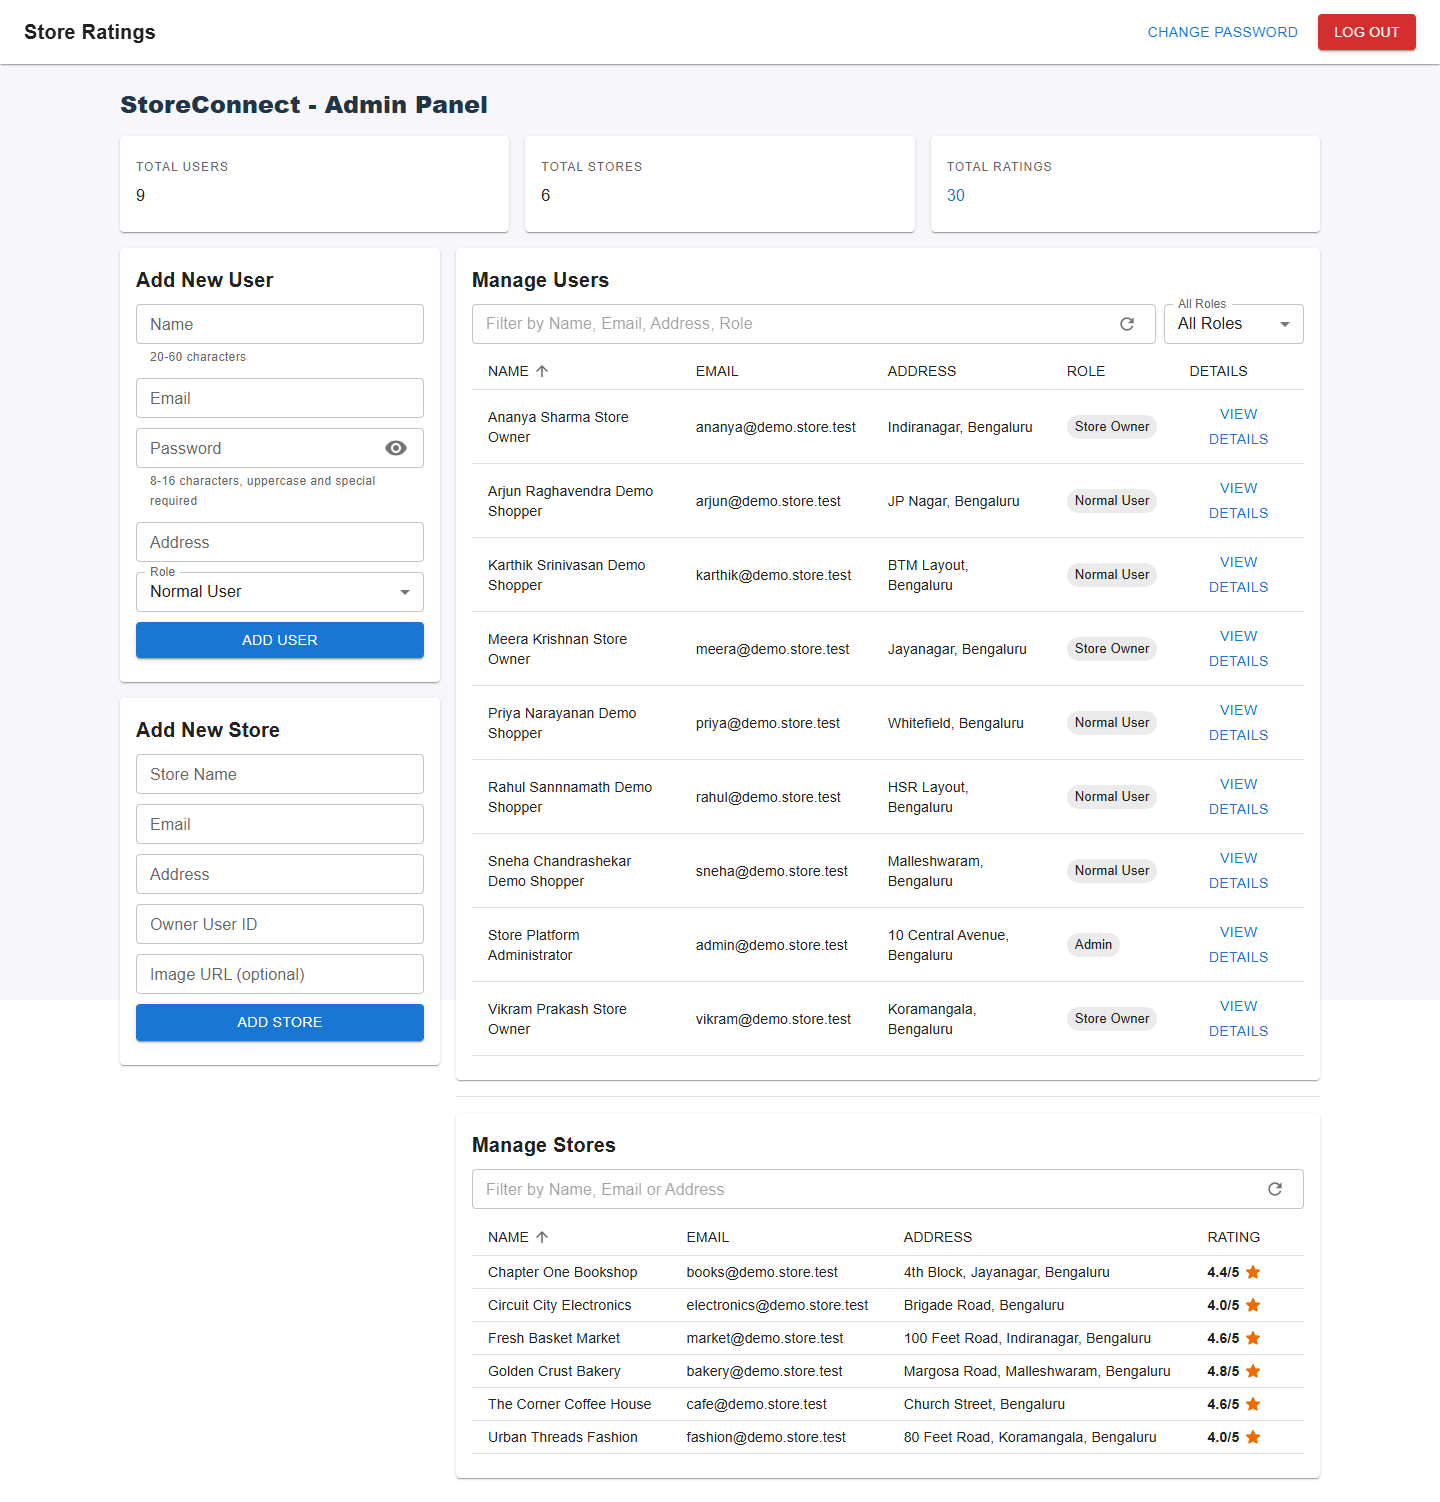 Store Ratings
CHANGE PASSWORD
LOG OUT
StoreConnect - Admin Panel
TOTAL USERS
9
TOTAL STORES
6
TOTAL RATINGS
30
Add New User
Name
20-60 characters
Email
Password
8-16 characters, uppercase and special
required
Address
Role
Normal User
ADD USER
Add New Store
Store Name
Email
Address
Owner User ID
Image URL (optional)
ADD STORE
Manage Users
Filter by Name, Email, Address, Role
All Roles
All Roles
NAME EMAIL ADDRESS ROLE DETAILS
Ananya Sharma Store
Owner
ananya@demo.store.test
Indiranagar, Bengaluru
Store Owner
VIEW
DETAILS
Arjun Raghavendra Demo
Shopper
arjun@demo.store.test
JP Nagar, Bengaluru
Normal User
VIEW
DETAILS
Karthik Srinivasan Demo
Shopper
karthik@demo.store.test
BTM Layout,
Bengaluru
Normal User
VIEW
DETAILS
Meera Krishnan Store
Owner
meera@demo.store.test
Jayanagar, Bengaluru
Store Owner
VIEW
DETAILS
Priya Narayanan Demo
Shopper
priya@demo.store.test
Whitefield, Bengaluru
Normal User
VIEW
DETAILS
Rahul Sannnamath Demo
Shopper
rahul@demo.store.test
HSR Layout,
Bengaluru
Normal User
VIEW
DETAILS
Sneha Chandrashekar
Demo Shopper
sneha@demo.store.test
Malleshwaram,
Bengaluru
Normal User
VIEW
DETAILS
Store Platform
Administrator
admin@demo.store.test
10 Central Avenue,
Bengaluru
Admin
VIEW
DETAILS
Vikram Prakash Store
Owner
vikram@demo.store.test
Koramangala,
Bengaluru
Store Owner
VIEW
DETAILS
Manage Stores
Filter by Name, Email or Address
NAME EMAIL ADDRESS RATING
Chapter One Bookshop books@demo.store.test 4th Block, Jayanagar, Bengaluru 4.4/5
Circuit City Electronics electronics@demo.store.test Brigade Road, Bengaluru 4.0/5
Fresh Basket Market market@demo.store.test 100 Feet Road, Indiranagar, Bengaluru 4.6/5
Golden Crust Bakery bakery@demo.store.test Margosa Road, Malleshwaram, Bengaluru 4.8/5
The Corner Coffee House cafe@demo.store.test Church Street, Bengaluru 4.6/5
Urban Threads Fashion fashion@demo.store.test 80 Feet Road, Koramangala, Bengaluru 4.0/5